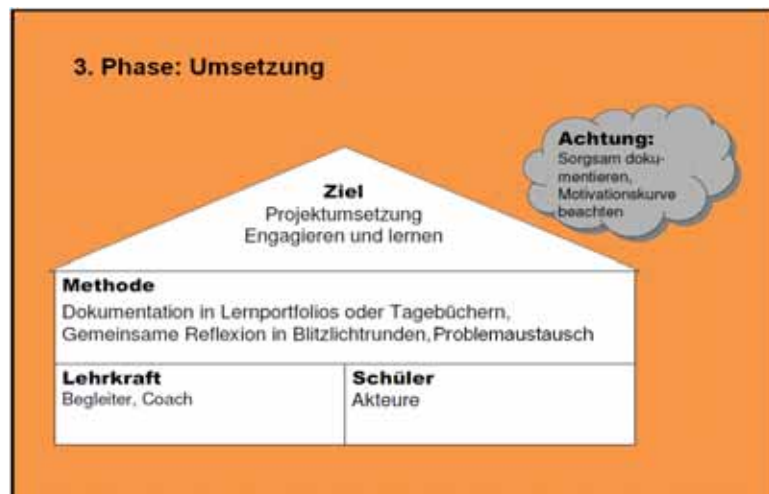 3. Phase: Umsetzung
Achtung:
Sorgsam doku-
mentieren,
Motivationskurve
beachten
Ziel
Projektumsetzung
Engagieren und lernen
Methode
Dokumentation in Lernportfolios oder Tagebüchern,
Gemeinsame Reflexion in Blitzlichtrunden, Problemaustausch
Lehrkraft
Begleiter, Coach
Schüler
Akteure